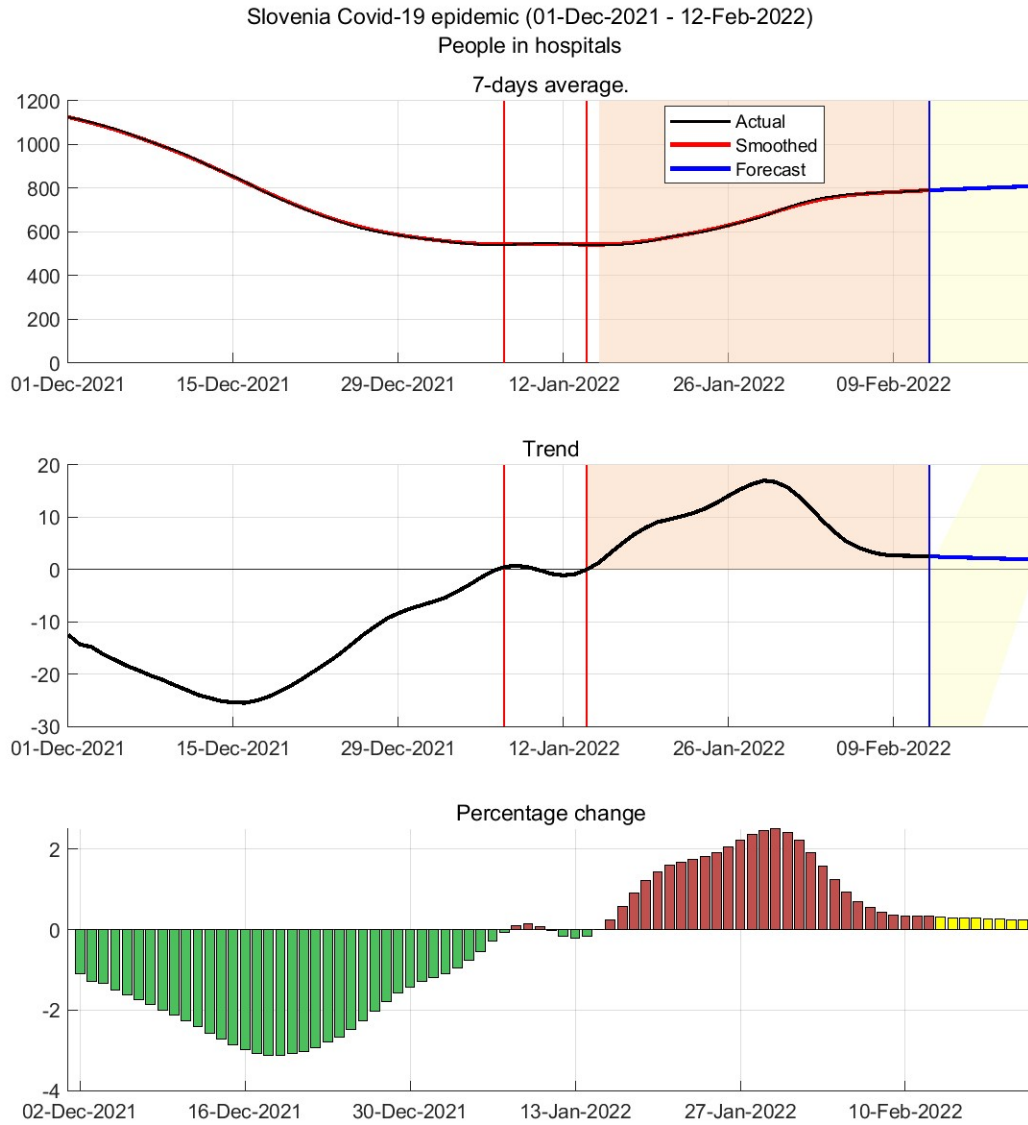 Slovenia Covid-19 epidemic (01-Dec-2021 - 12-Feb-2022)
People in hospitals
7-days average.
1200
1000
800
600
400
200
0
Actual
Smoothed
Forecast
01-Dec-2021 15-Dec-2021 29-Dec-2021 12-Jan-2022 26-Jan-2022 09-Feb-2022
Trend
20
10
0
-10
-20
-30
01-Dec-2021 15-Dec-2021 29-Dec-2021 12-Jan-2022 26-Jan-2022 09-Feb-2022
Percentage change
2
0
-2
-4
02-Dec-2021 16-Dec-2021 30-Dec-2021 13-Jan-2022 27-Jan-2022 10-Feb-2022